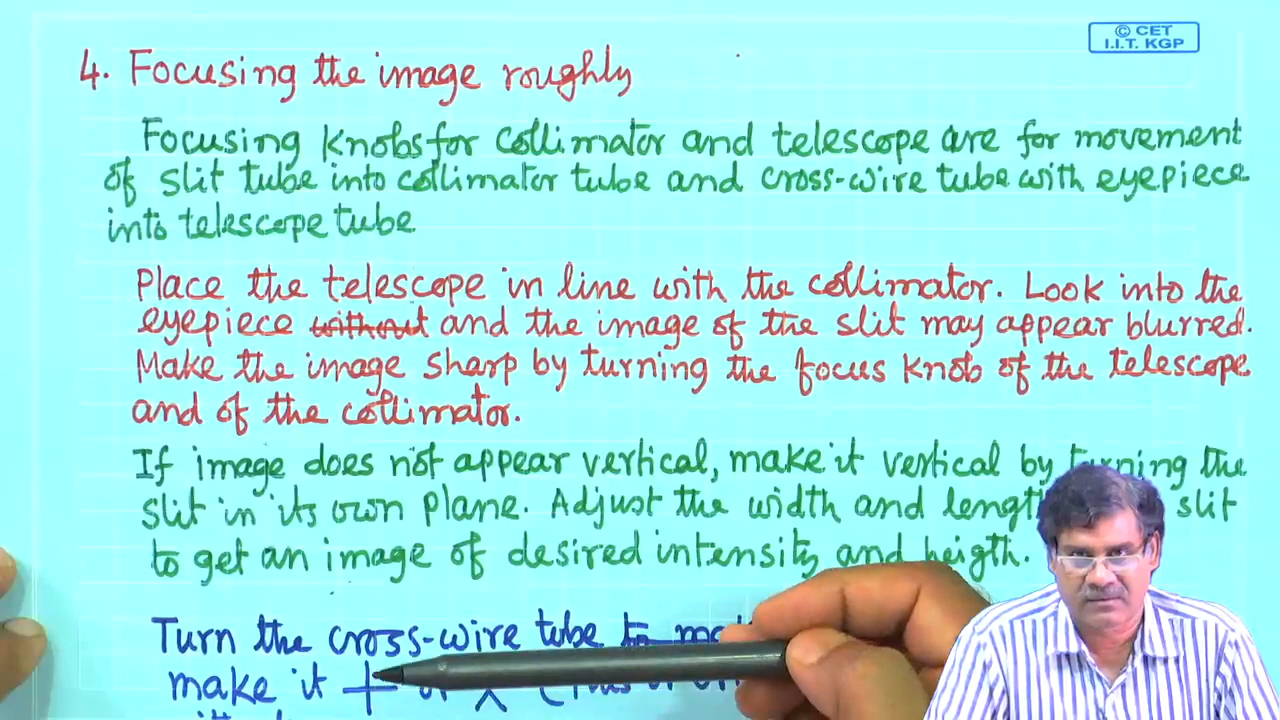 © CET
I.I.T. KGP
4. Focusing the image roughly
Focusing Knobs for collimator and telescope are for movement
of slit tube into collimator tube and cross-wire tube with eyepiece
into telescope tube
Place the telescope in line with the collimator. Look into the
eyepiece without and the image of the slit may appear blurred.
Make the image sharp by turning the focus knob of the telescope
and of the collimator.
If image does not appear vertical, make it vertical by turning the
slit in its own plane. Adjust the width and length slit
to get an image of desired intensity and heigth.
Turn the cross-wire tube to
make it + or X